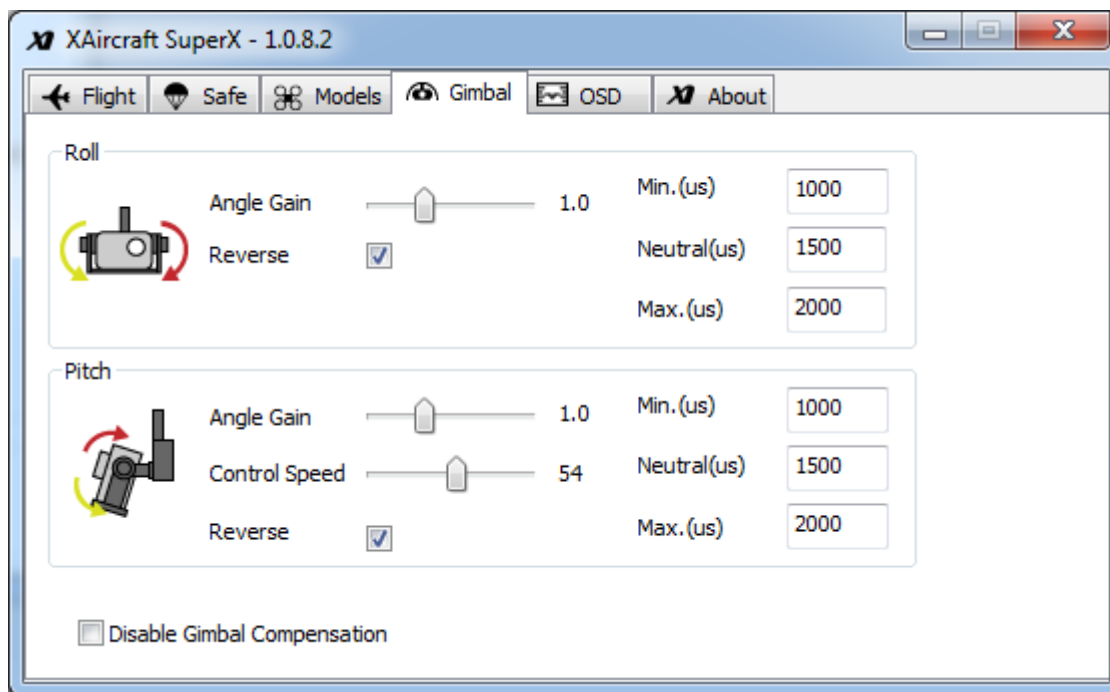 XAircraft SuperX - 1.0.8.2
Flight Safe Models Gimbal OSD About
Roll
Angle Gain 1.0 Min.(us) 1000
Reverse Neutral(us) 1500
Max.(us) 2000
Pitch
Angle Gain 1.0 Min.(us) 1000
Control Speed 54 Neutral(us) 1500
Reverse Max.(us) 2000
Disable Gimbal Compensation